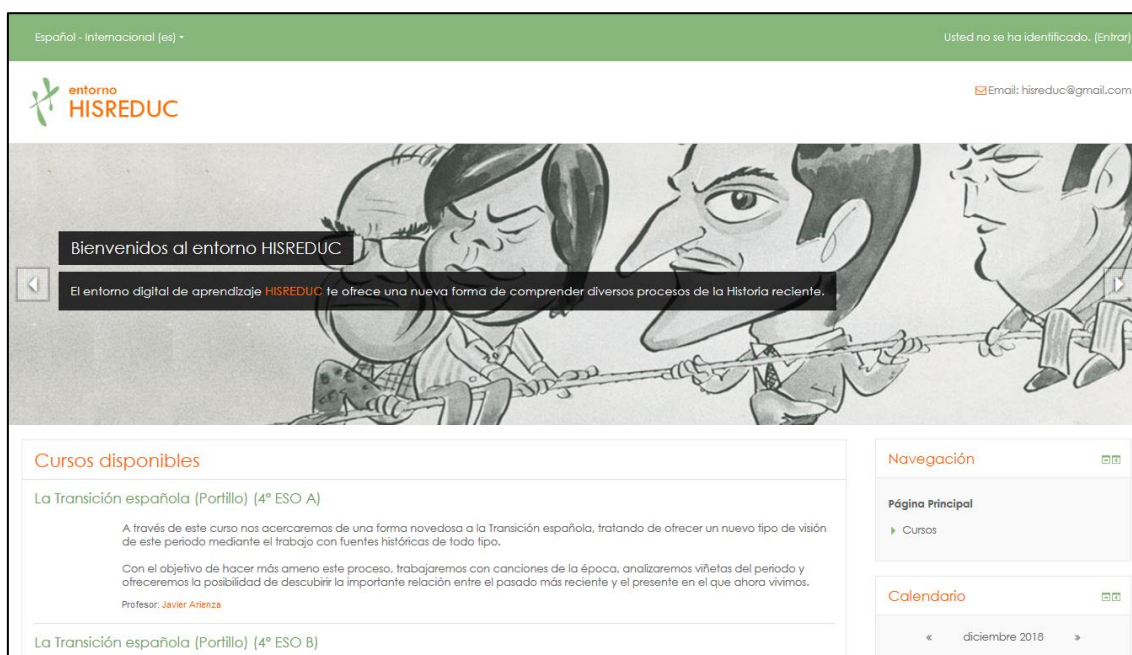 Español - Internacional (es)
Usted no se ha identificado. (Entrar)
entorno
HISREDUC
Email: hisreduc@gmail.com
Bienvenidos al entorno HISREDUC
El entorno digital de aprendizaje HISREDUC te ofrece una nueva forma de comprender diversos procesos de la Historia reciente.
Cursos disponibles
La Transición española (Portillo) (4º ESO A)
A través de este curso nos acercaremos de una forma novedosa a la Transición española, tratando de ofrecer un nuevo tipo de visión
de este periodo mediante el trabajo con fuentes históricas de todo tipo.
Con el objetivo de hacer más ameno este proceso, trabajaremos con canciones de la época, analizaremos viñetas del periodo y
ofreceremos la posibilidad de descubrir la importante relación entre el pasado más reciente y el presente en el que ahora vivimos.
Profesor: Javier Arienza
La Transición española (Portillo) (4º ESO B)
Navegación
Página Principal
Cursos
Calendario
« diciembre 2018 »